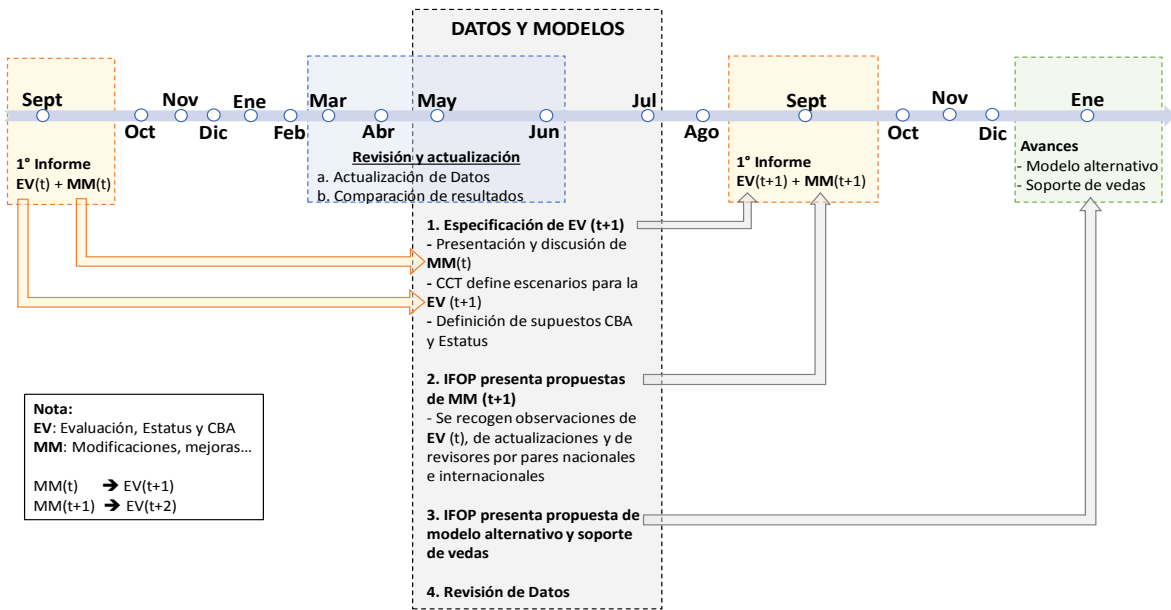 DATOS Y MODELOS
Sept
Oct
Nov
Dic
Ene
Feb
Mar
Abr
May
Jun
Jul
Ago
Sept
Oct
Nov
Dic
Ene
1° Informe
EV(t) + MM(t)
Revisión y actualización
a. Actualización de Datos
b. Comparación de resultados
1° Informe
EV(t+1) + MM(t+1)
Avances
- Modelo alternativo
- Soporte de vedas
1. Especificación de EV (t+1)
- Presentación y discusión de
MM(t)
- CCT define escenarios para la
EV (t+1)
- Definición de supuestos CBA
y Estatus
2. IFOP presenta propuestas
de MM (t+1)
- Se recogen observaciones de
EV (t), de actualizaciones y de
revisores por pares nacionales
e internacionales
3. IFOP presenta propuesta de
modelo alternativo y soporte
de vedas
4. Revisión de Datos
Nota:
EV: Evaluación, Estatus y CBA
MM: Modificaciones, mejoras…
MM(t) ➔ EV(t+1)
MM(t+1) ➔ EV(t+2)